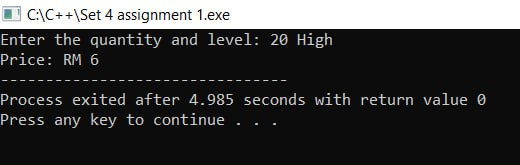 C:\C++\Set 4 assignment 1.exe
Enter the quantity and level: 20 High
Price: RM 6
--------------------------------
Process exited after 4.985 seconds with return value 0
Press any key to continue . . .